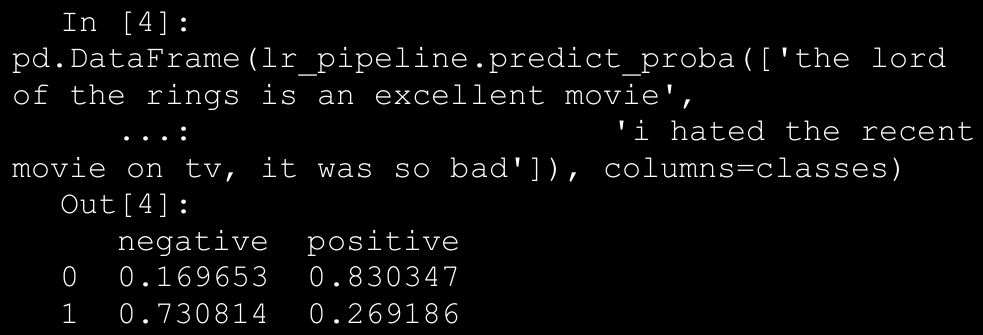 In [4]:
pd.DataFrame(lr_pipeline.predict_proba(['the lord
of the rings is an excellent movie',
...: 'i hated the recent
movie on tv, it was so bad']), columns=classes)
Out[4]:
negative positive
0 0.169653 0.830347
1 0.730814 0.269186